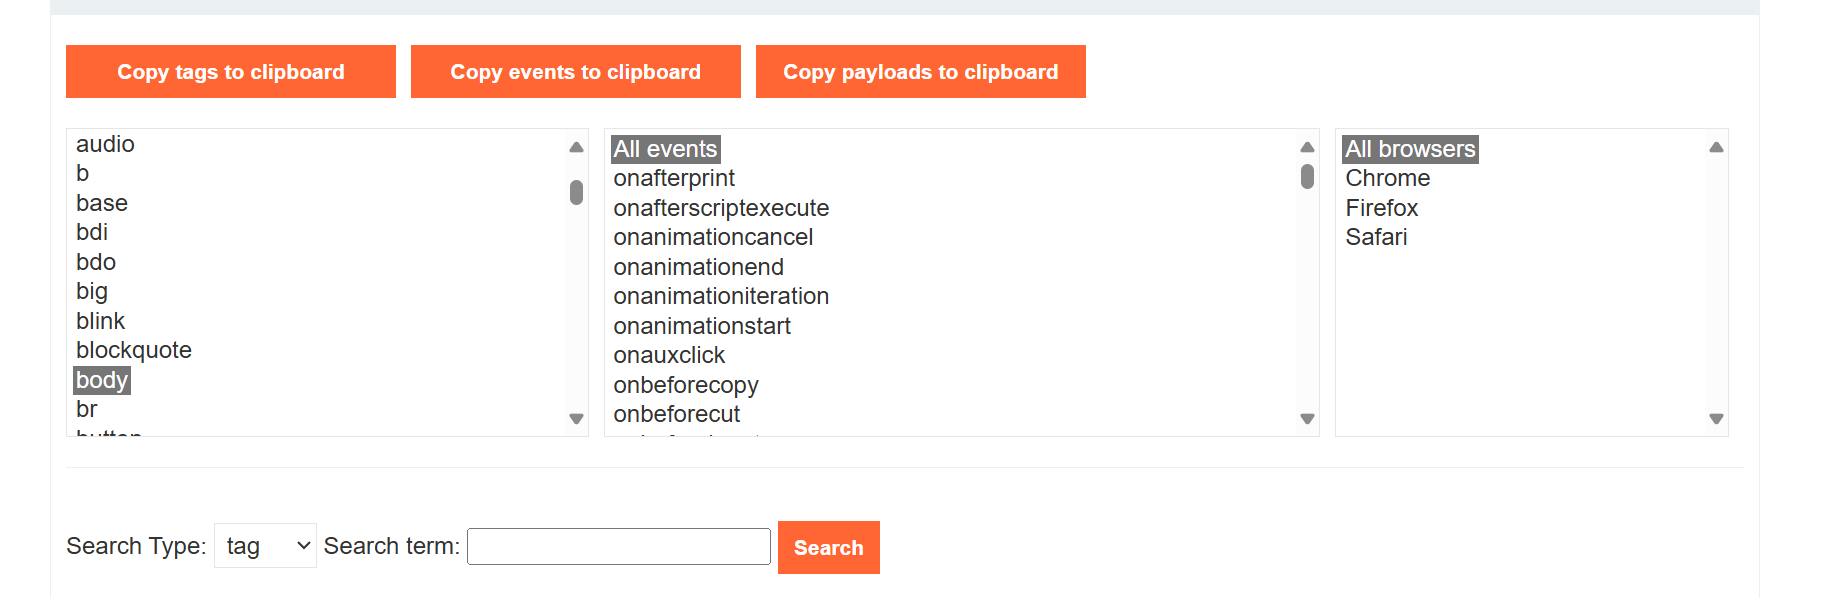 Copy tags to clipboard
Copy events to clipboard
Copy payloads to clipboard
audio
b
base
bdi
bdo
big
blink
blockquote
body
br
button
All events
onafterprint
onafterscriptexecute
onanimationcancel
onanimationend
onanimationiteration
onanimationstart
onauxclick
onbeforecopy
onbeforecut
All browsers
Chrome
Firefox
Safari
Search Type: tag Search term: Search